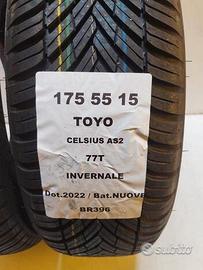 175 55 15
TOYO
CELSIUS AS2
77T
INVERNALE
Dot.2022 / Bat.NUOVE
BR396
subito